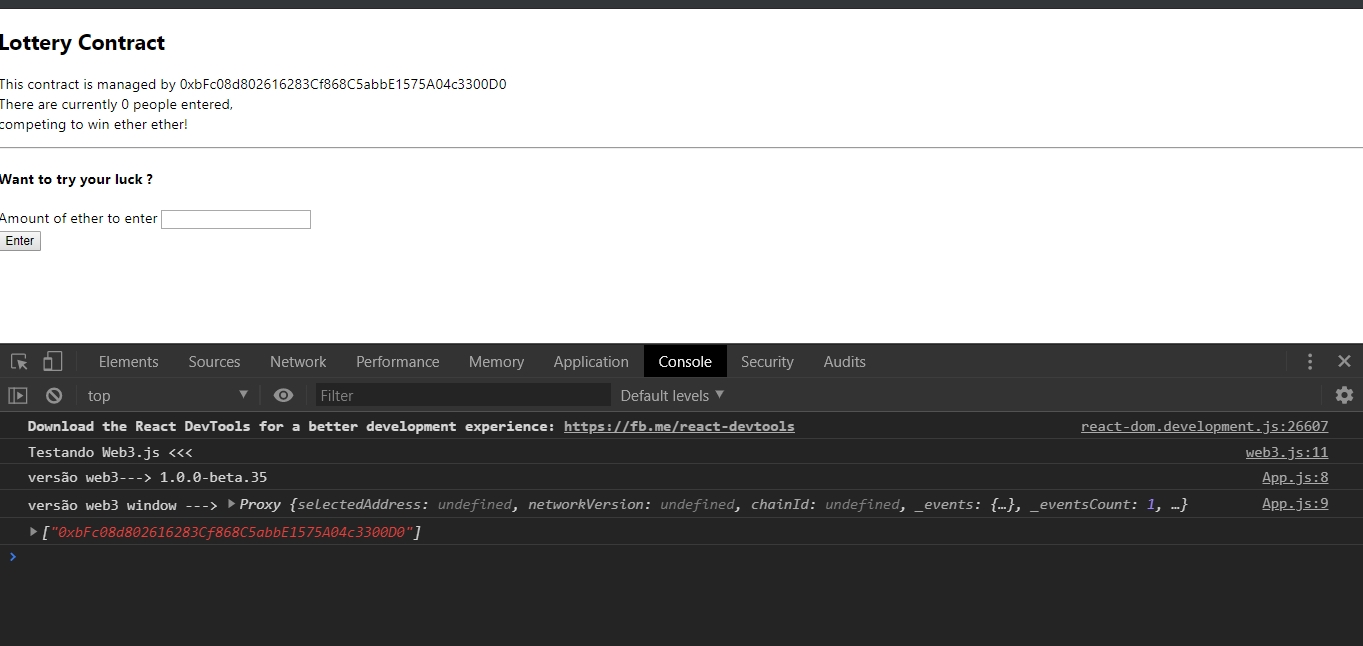 Lottery Contract
This contract is managed by 0xbFc08d802616283Cf868C5abbE1575A04c3300D0
There are currently 0 people entered,
competing to win ether ether!
Want to try your luck ?
Amount of ether to enter
Enter
Elements Sources Network Performance Memory Application Console Security Audits
top Filter Default levels
Download the React DevTools for a better development experience: https://fb.me/react-devtools react-dom.development.js:26607
Testando Web3.js <<< web3.js:11
versão web3---> 1.0.0-beta.35 App.js:8
versão web3 window ---> Proxy {selectedAddress: undefined, networkVersion: undefined, chainId: undefined, _events: {…}, _eventsCount: 1, …} App.js:9
["0xbFc08d802616283Cf868C5abbE1575A04c3300D0"]